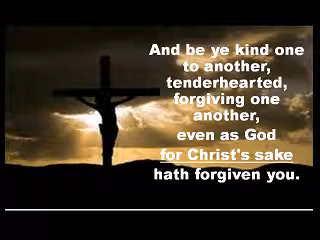 And be ye kind one
to another,
tenderhearted,
forgiving one
another,
even as God
for Christ's sake
hath forgiven you.